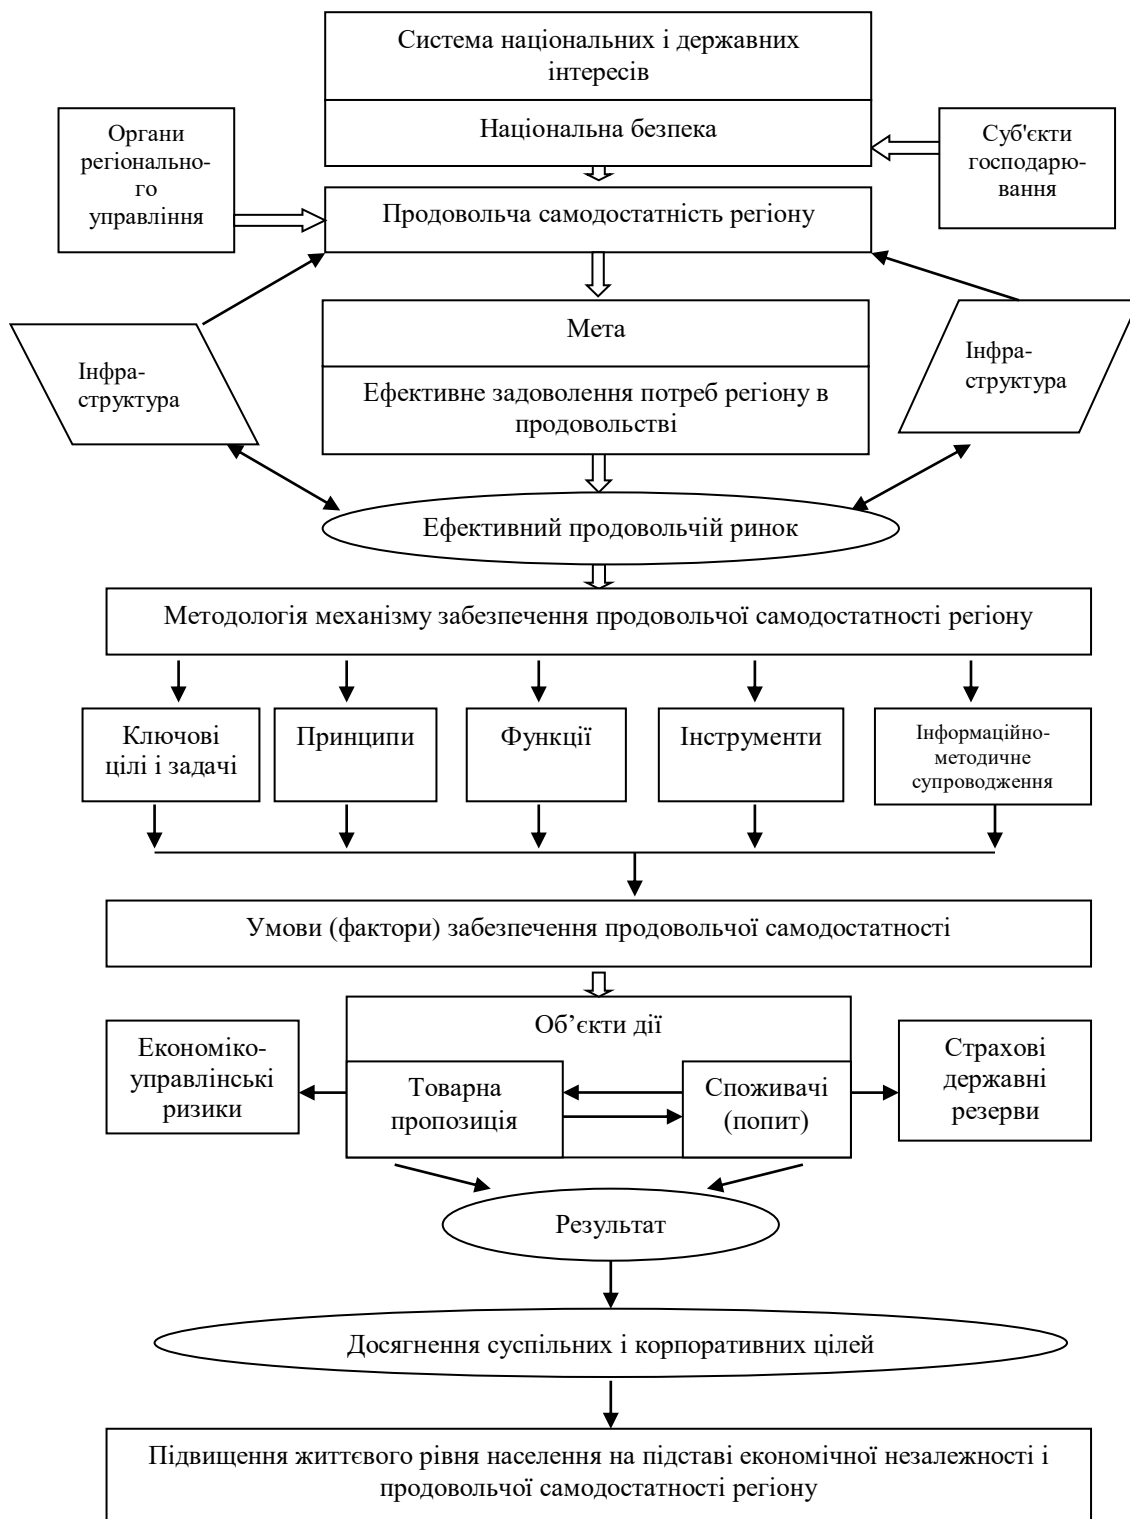 Система національних і державних
інтересів
Національна безпека
Органи
регіонально-
го
управління
Суб'єкти
господарю-
вання
Продовольча самодостатність регіону
Мета
Інфра-
структура
Інфра-
структура
Ефективне задоволення потреб регіону в
продовольстві
Ефективний продовольчій ринок
Методологія механізму забезпечення продовольчої самодостатності регіону
Ключові
цілі і задачі
Принципи
Функції
Інструменти
Інформаційно-
методичне
супроводження
Умови (фактори) забезпечення продовольчої самодостатності
Об’єкти дії
Економіко-
управлінські
ризики
Товарна
пропозиція
Споживачі
(попит)
Страхові
державні
резерви
Результат
Досягнення суспільних і корпоративних цілей
Підвищення життєвого рівня населення на підставі економічної незалежності і
продовольчої самодостатності регіону